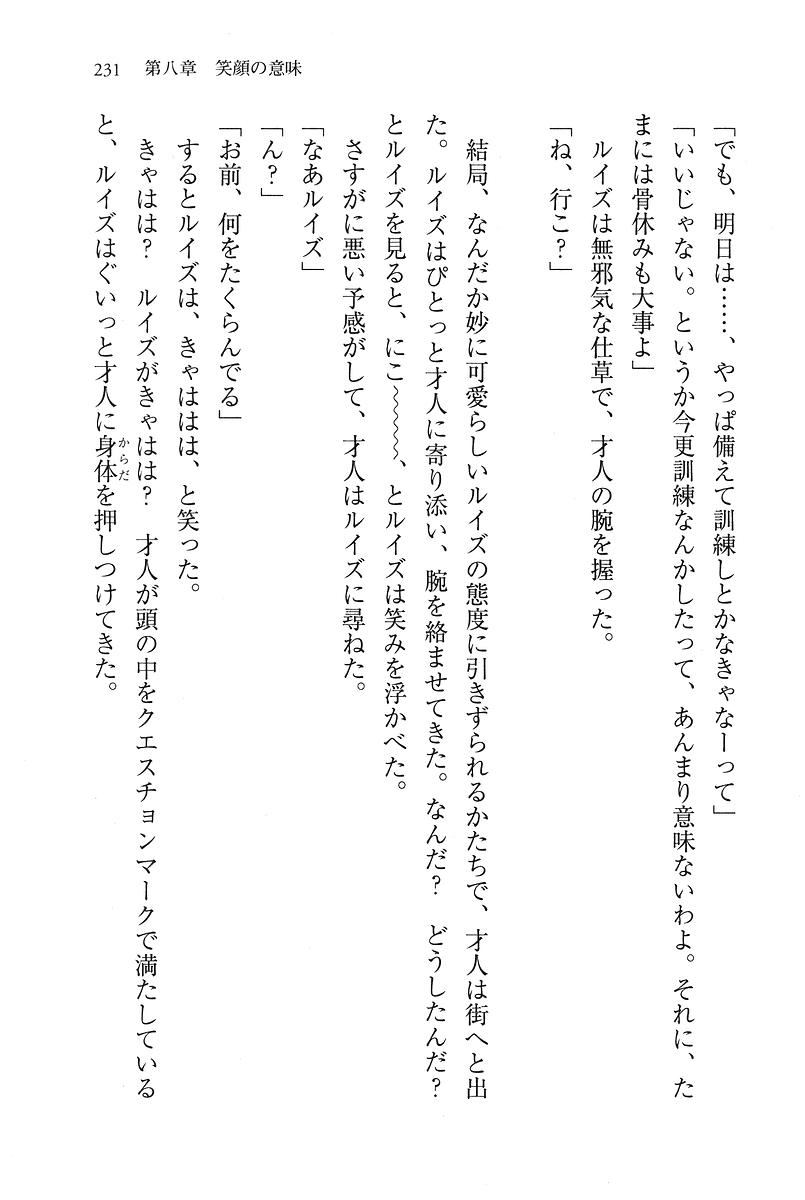 231　第八章　笑顔の意味
「でも、明日は……、やっぱ備えて訓練しとかなきゃなーって」
「いいじゃない。というか今更訓練なんかしたって、あんまり意味ないわよ。それに、た
まには骨休みも大事よ」
　ルイズは無邪気な仕草で、才人の腕を握った。
「ね、行こ？」
　結局、なんだか妙に可愛らしいルイズの態度に引きずられるかたちで、才人は街へと出
た。ルイズはぴとっと才人に寄り添い、腕を絡ませてきた。なんだ？　どうしたんだ？
とルイズを見ると、にこ〜〜〜〜、とルイズは笑みを浮かべた。
　さすがに悪い予感がして、才人はルイズに尋ねた。
「なあルイズ」
「ん？」
「お前、何をたくらんでる」
　するとルイズは、きゃははは、と笑った。
　きゃはは？　ルイズがきゃはは？　才人が頭の中をクエスチョンマークで満たしている
と、ルイズはぐいっと才人に身体からだを押しつけてきた。